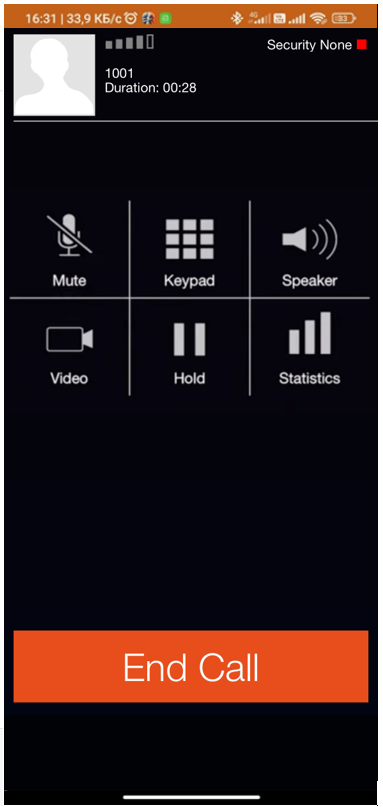 16:31 | 33,9 КБ/с
Security None
1001
Duration: 00:28
Mute
Keypad
Speaker
Video
Hold
Statistics
End Call